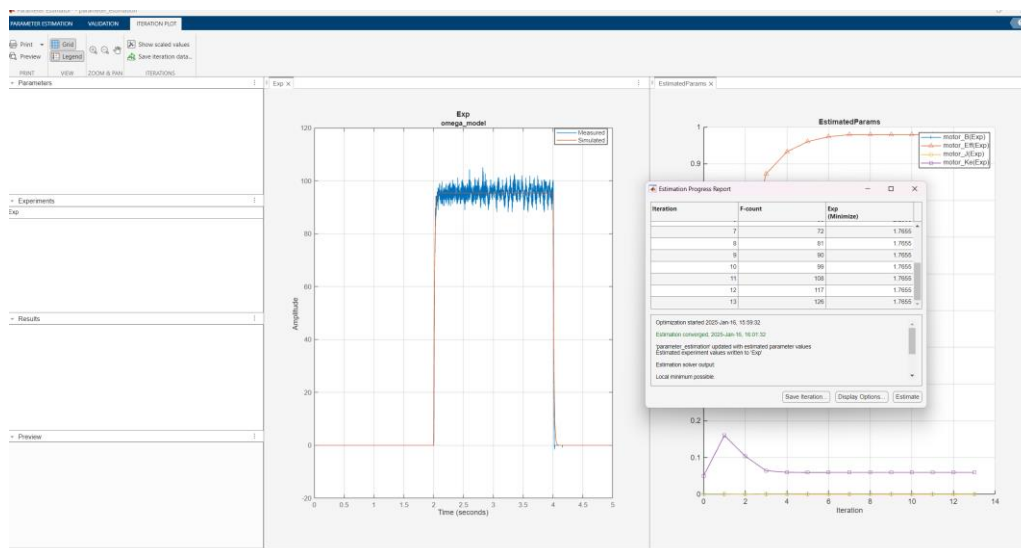 Parameter Estimator - parameter_estimation
PARAMETER ESTIMATION VALIDATION ITERATION PLOT
Print Grid Show scaled values
Preview Legend Save iteration data...
PRINT VIEW ZOOM & PAN ITERATIONS
Parameters
Experiments
Exp
Results
Preview
Exp
Exp
omega_model
Measured
Simulated
120
100
80
60
40
20
0
-20
Amplitude
0 0.5 1 1.5 2 2.5 3 3.5 4 4.5 5
Time (seconds)
EstimatedParams
EstimatedParams
motor_B(Exp)
motor_Eff(Exp)
motor_J(Exp)
motor_Ke(Exp)
1
0.9
0.2
0.1
0
0 2 4 6 8 10 12 14
Iteration
Estimation Progress Report
Iteration F-count Exp
(Minimize)
7 72 1.7655
8 81 1.7655
9 90 1.7655
10 99 1.7655
11 108 1.7655
12 117 1.7655
13 126 1.7655
Optimization started 2025-Jan-16, 15:59:32
Estimation converged, 2025-Jan-16, 16:01:32
'parameter_estimation' updated with estimated parameter values
Estimated experiment values written to 'Exp'
Estimation solver output:
Local minimum possible.
Save Iteration... Display Options... Estimate